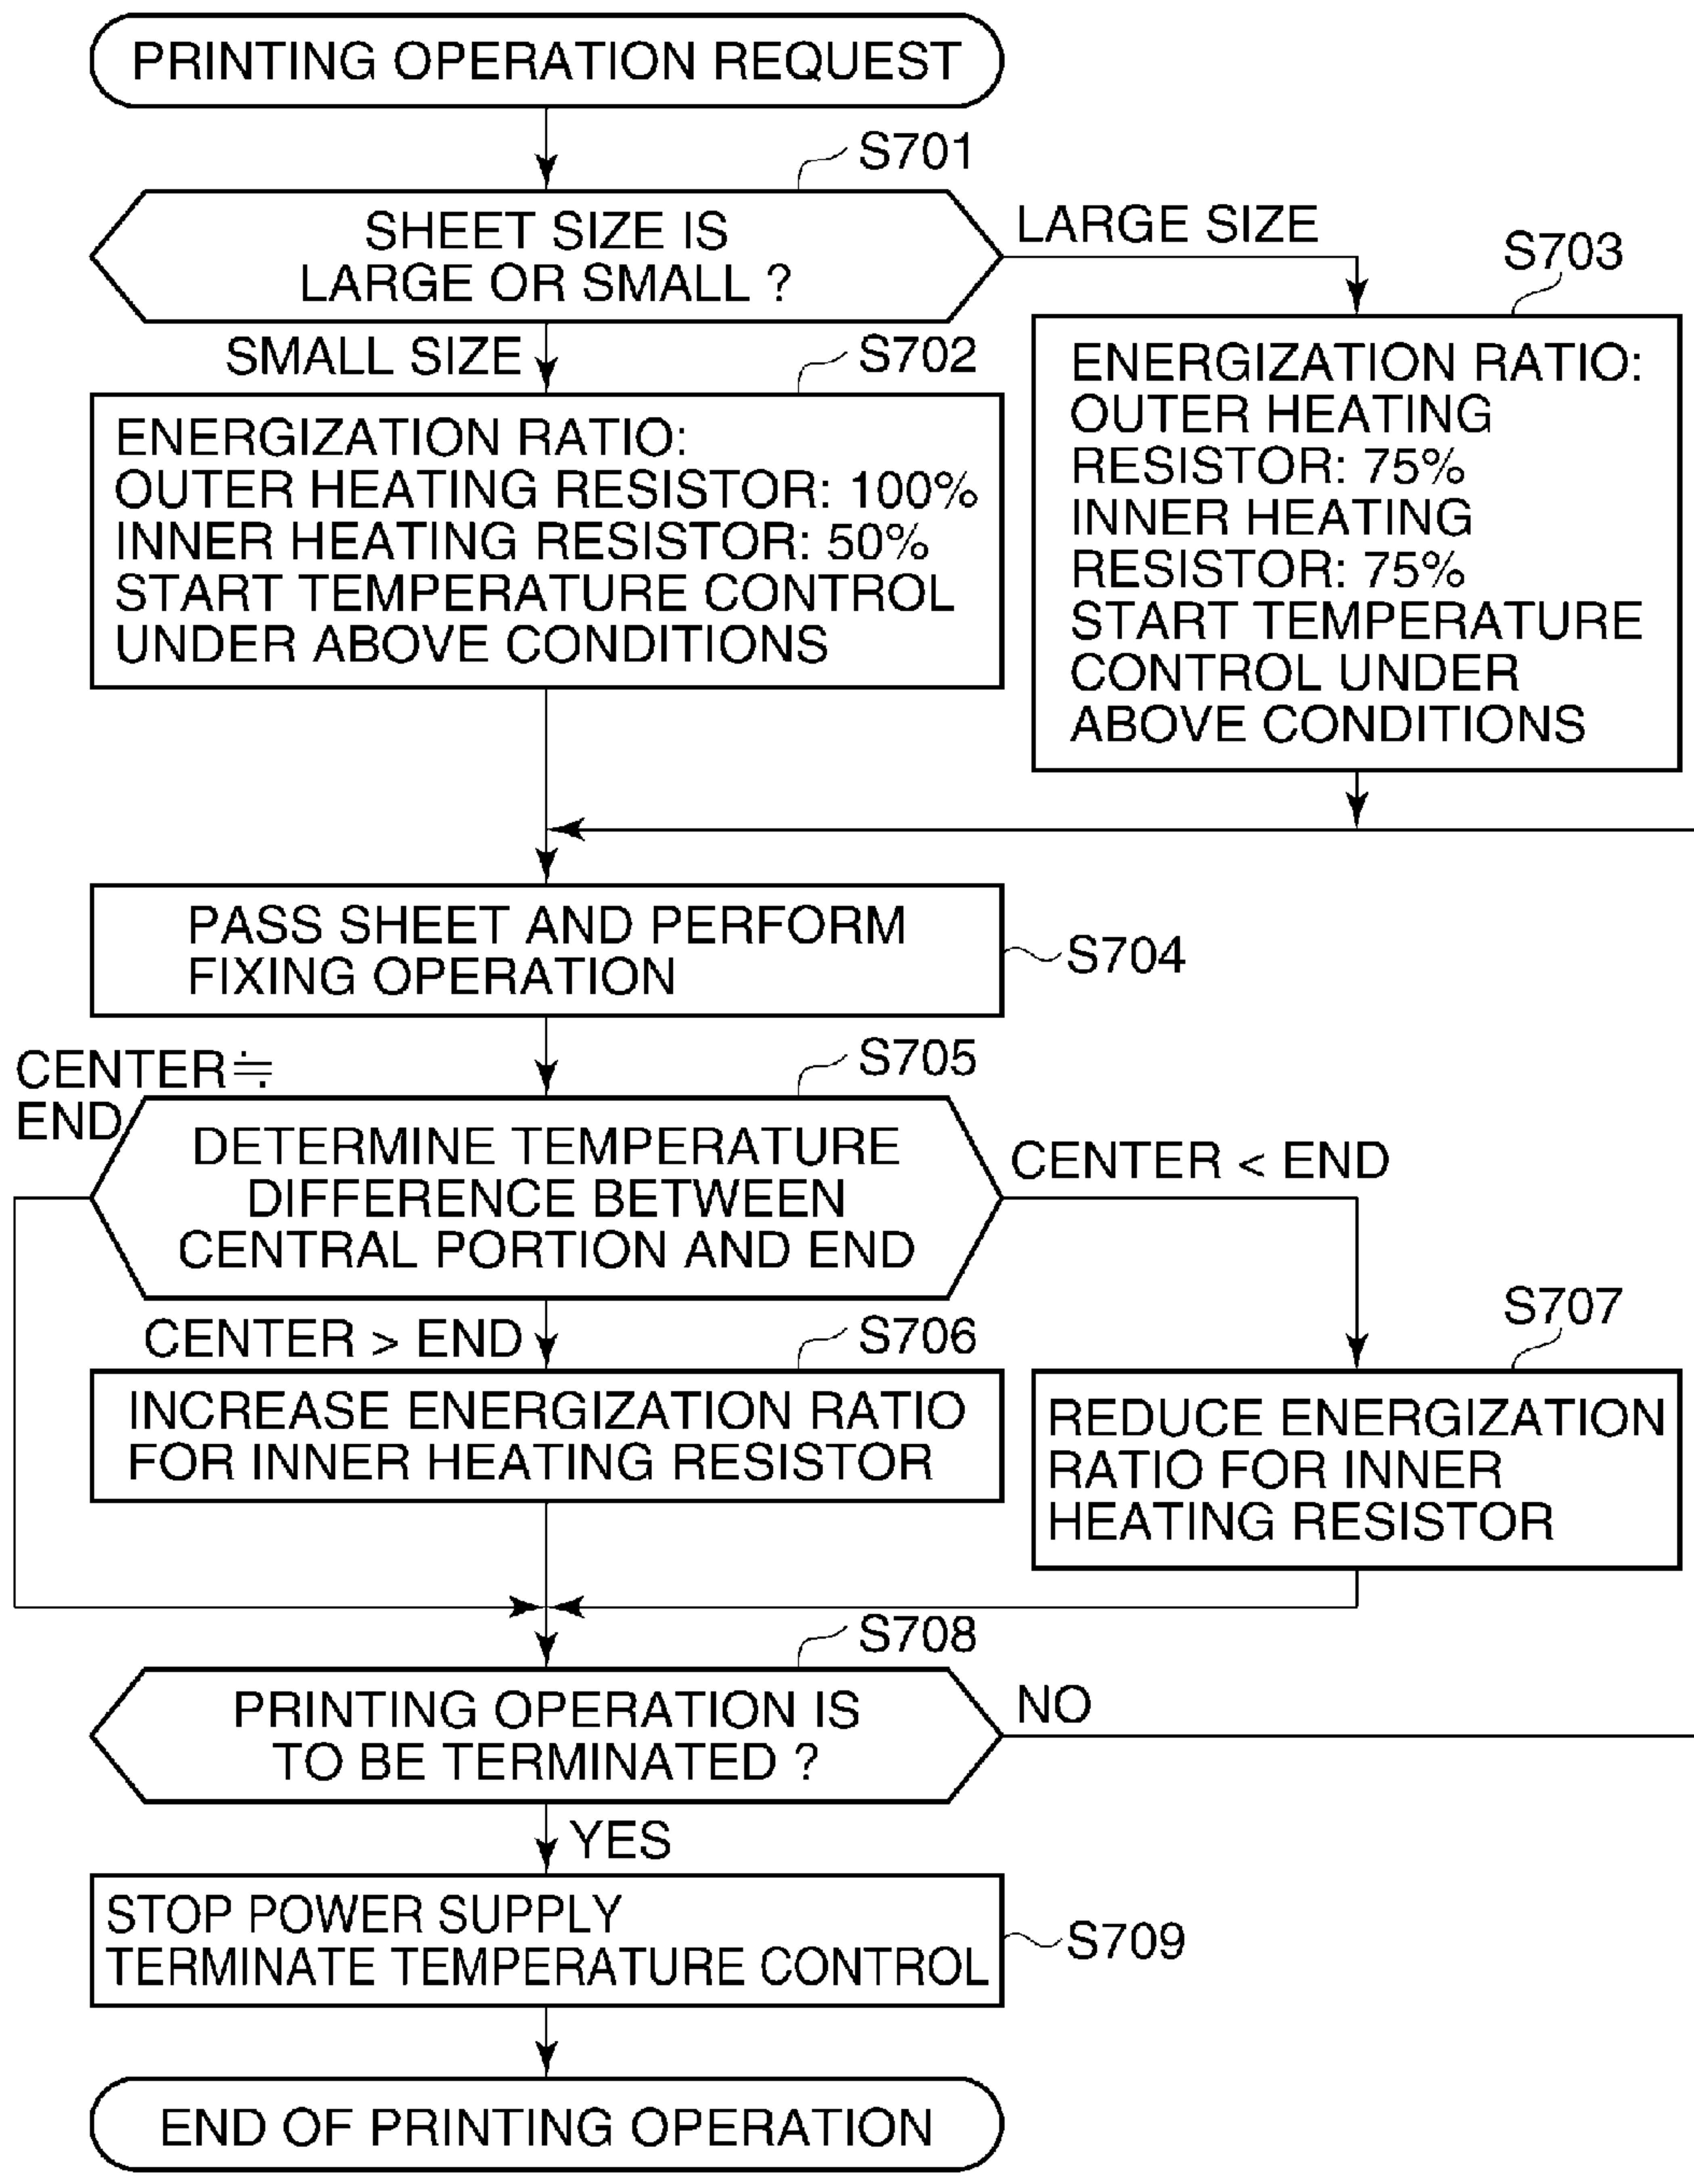 PRINTING OPERATION REQUEST
S701
SHEET SIZE IS
LARGE OR SMALL ?
LARGE SIZE
S703
SMALL SIZE
S702
ENERGIZATION RATIO:
OUTER HEATING RESISTOR: 100%
INNER HEATING RESISTOR: 50%
START TEMPERATURE CONTROL
UNDER ABOVE CONDITIONS
ENERGIZATION RATIO:
OUTER HEATING
RESISTOR: 75%
INNER HEATING
RESISTOR: 75%
START TEMPERATURE
CONTROL UNDER
ABOVE CONDITIONS
PASS SHEET AND PERFORM
FIXING OPERATION
S704
CENTER≒
END
S705
DETERMINE TEMPERATURE
DIFFERENCE BETWEEN
CENTRAL PORTION AND END
CENTER < END
CENTER > END
S706
S707
INCREASE ENERGIZATION RATIO
FOR INNER HEATING RESISTOR
REDUCE ENERGIZATION
RATIO FOR INNER
HEATING RESISTOR
S708
PRINTING OPERATION IS
TO BE TERMINATED ?
NO
YES
STOP POWER SUPPLY
TERMINATE TEMPERATURE CONTROL
S709
END OF PRINTING OPERATION